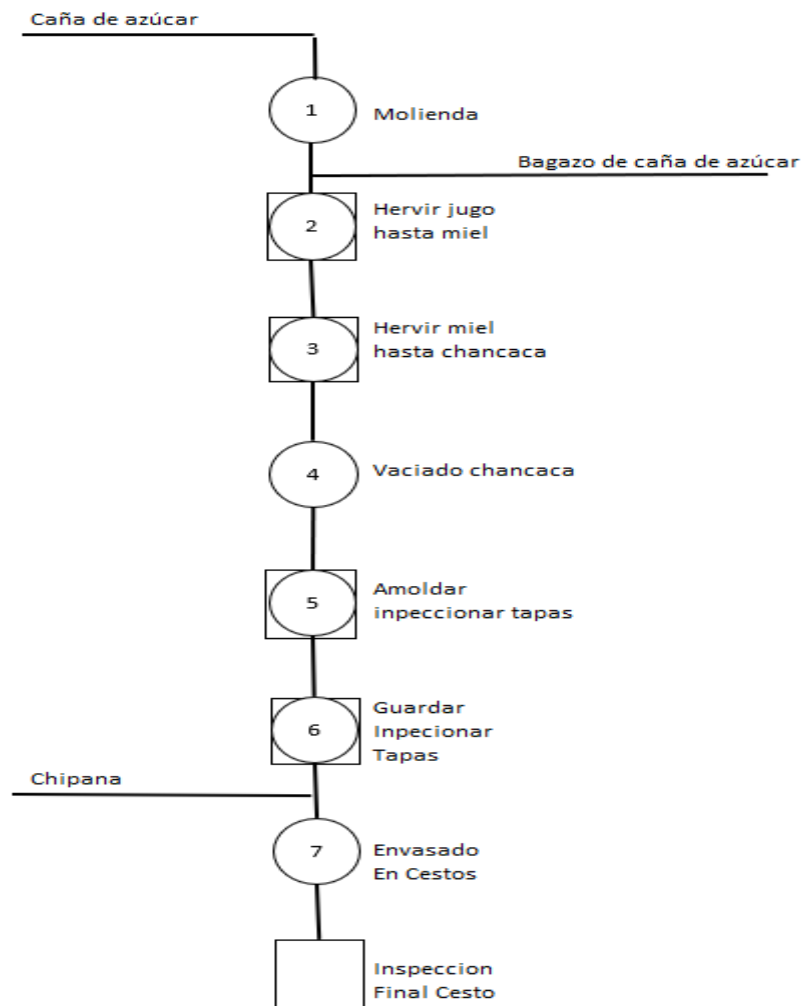 Caña de azúcar
1
Molienda
Bagazo de caña de azúcar
2
Hervir jugo
hasta miel
3
Hervir miel
hasta chancaca
4
Vaciado chancaca
5
Amoldar
inpeccionar tapas
6
Guardar
Inpecionar
Tapas
Chipana
7
Envasado
En Cestos
Inspeccion
Final Cesto